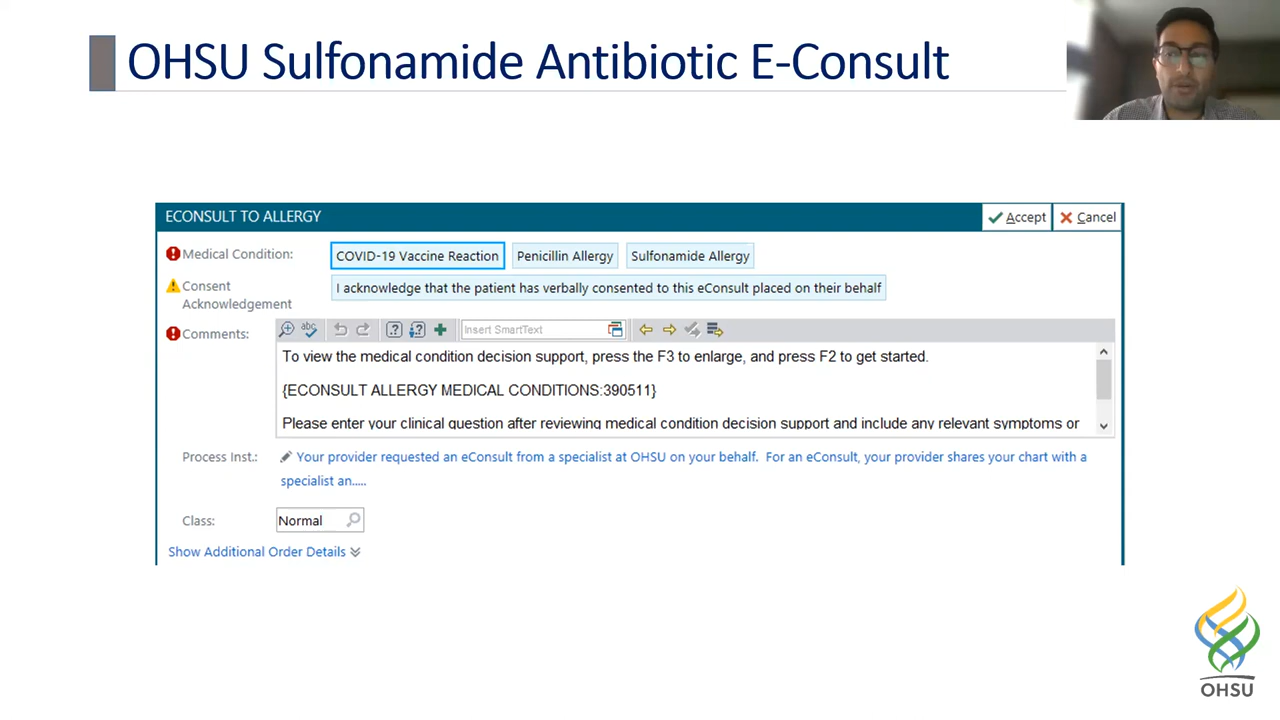 OHSU Sulfonamide Antibiotic E-Consult
ECONSULT TO ALLERGY
Accept
Cancel
Medical Condition:
COVID-19 Vaccine Reaction
Penicillin Allergy
Sulfonamide Allergy
Consent
Acknowledgement
I acknowledge that the patient has verbally consented to this eConsult placed on their behalf
Comments:
abc
Insert SmartText
To view the medical condition decision support, press the F3 to enlarge, and press F2 to get started.
{ECONSULT ALLERGY MEDICAL CONDITIONS:390511}
Please enter your clinical question after reviewing medical condition decision support and include any relevant symptoms or
Process Inst.:
Your provider requested an eConsult from a specialist at OHSU on your behalf. For an eConsult, your provider shares your chart with a
specialist an.....
Class:
Normal
Show Additional Order Details
OHSU